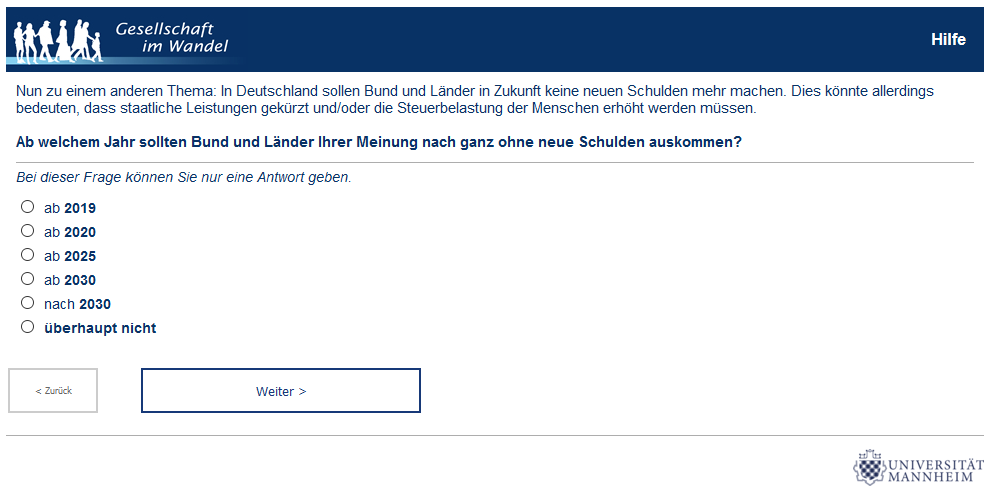 Gesellschaft
im Wandel
Hilfe
Nun zu einem anderen Thema: In Deutschland sollen Bund und Länder in Zukunft keine neuen Schulden mehr machen. Dies könnte allerdings
bedeuten, dass staatliche Leistungen gekürzt und/oder die Steuerbelastung der Menschen erhöht werden müssen.
Ab welchem Jahr sollten Bund und Länder Ihrer Meinung nach ganz ohne neue Schulden auskommen?
Bei dieser Frage können Sie nur eine Antwort geben.
ab 2019
ab 2020
ab 2025
ab 2030
nach 2030
überhaupt nicht
< Zurück
Weiter >
UNIVERSITÄT
MANNHEIM